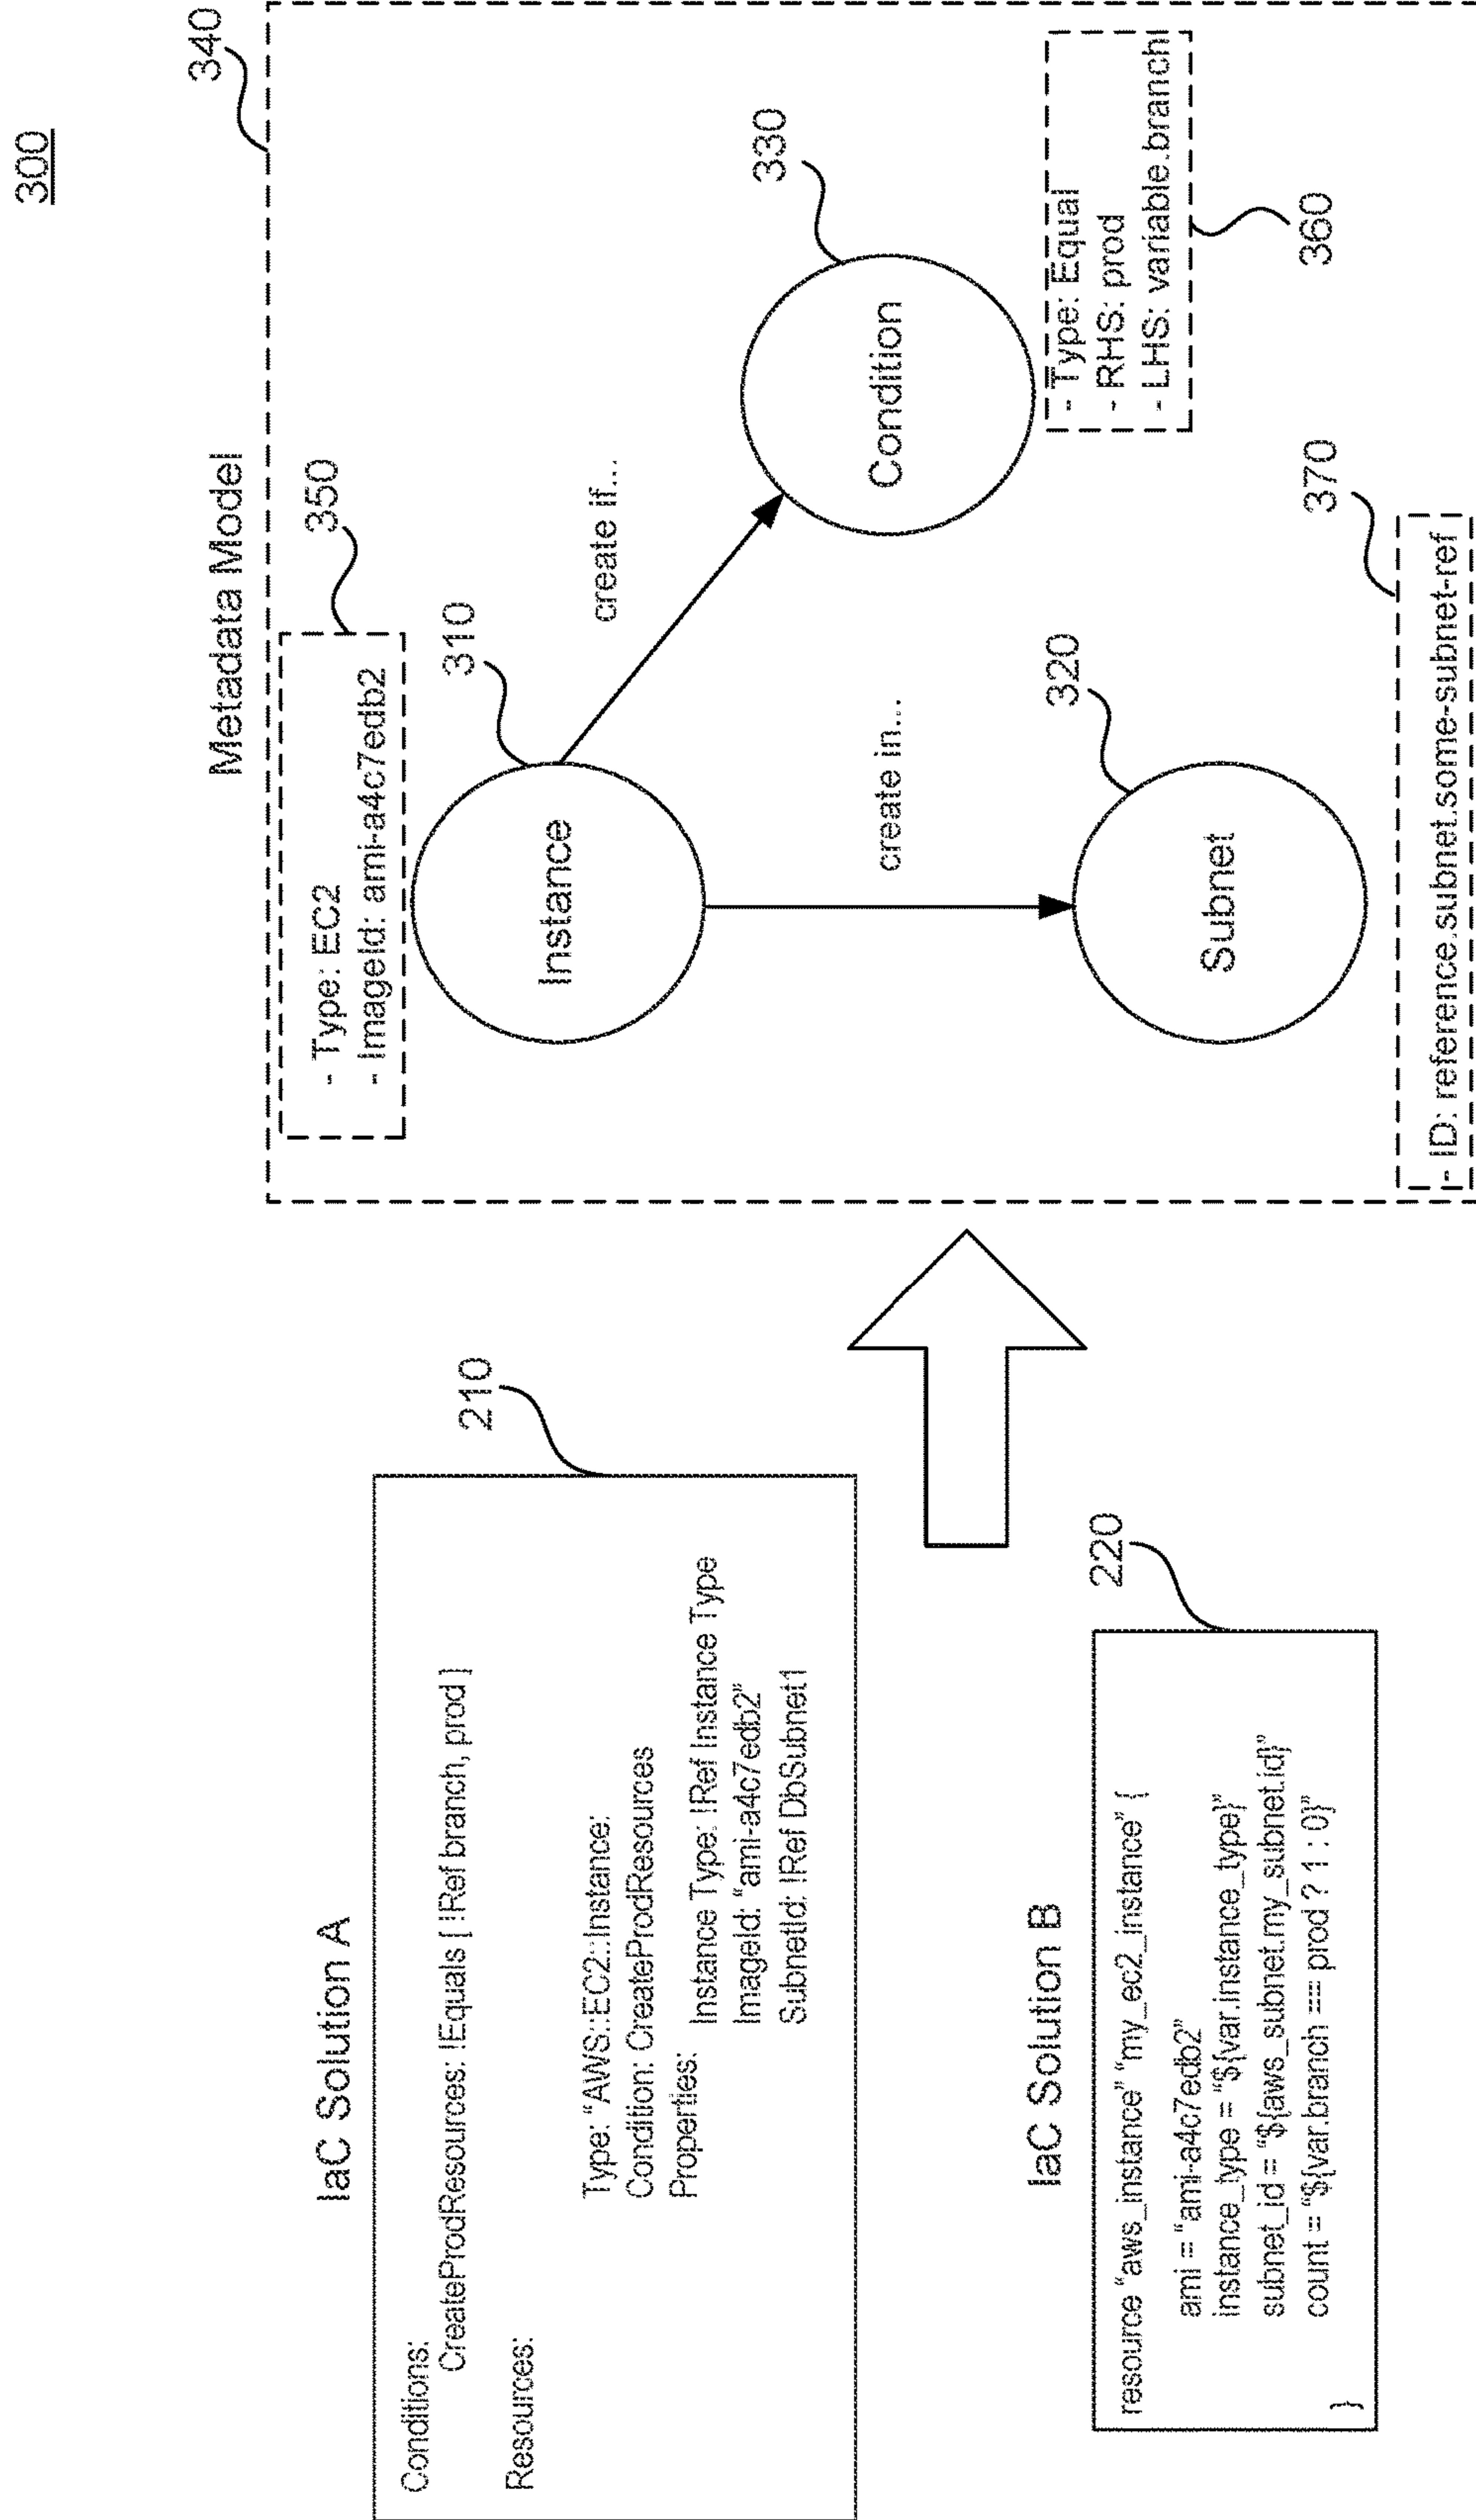 300
IaC Solution A
210
Conditions:
CreateProdResources: !Equals [ !Ref branch, prod ]
Resources:
Type: “AWS::EC2::Instance:
Condition: CreateProdResources
Properties:
Instance Type: !Ref Instance Type
ImageId: “ami-a4c7edb2”
SubnetId: !Ref DbSubnet1
IaC Solution B
220
resource “aws_instance” “my_ec2_instance” {
ami = “ami-a4c7edb2”
instance_type = “${var.instance_type}”
subnet_id = “${aws_subnet.my_subnet.id}”
count = “${var.branch == prod ? 1 : 0}”
}
Metadata Model
340
350
- Type: EC2
- ImageId: ami-a4c7edb2
310
Instance
create if...
330
Condition
- Type: Equal
- RHS: prod
- LHS: variable.branch
360
create in...
320
Subnet
370
- ID: reference.subnet.some-subnet-ref